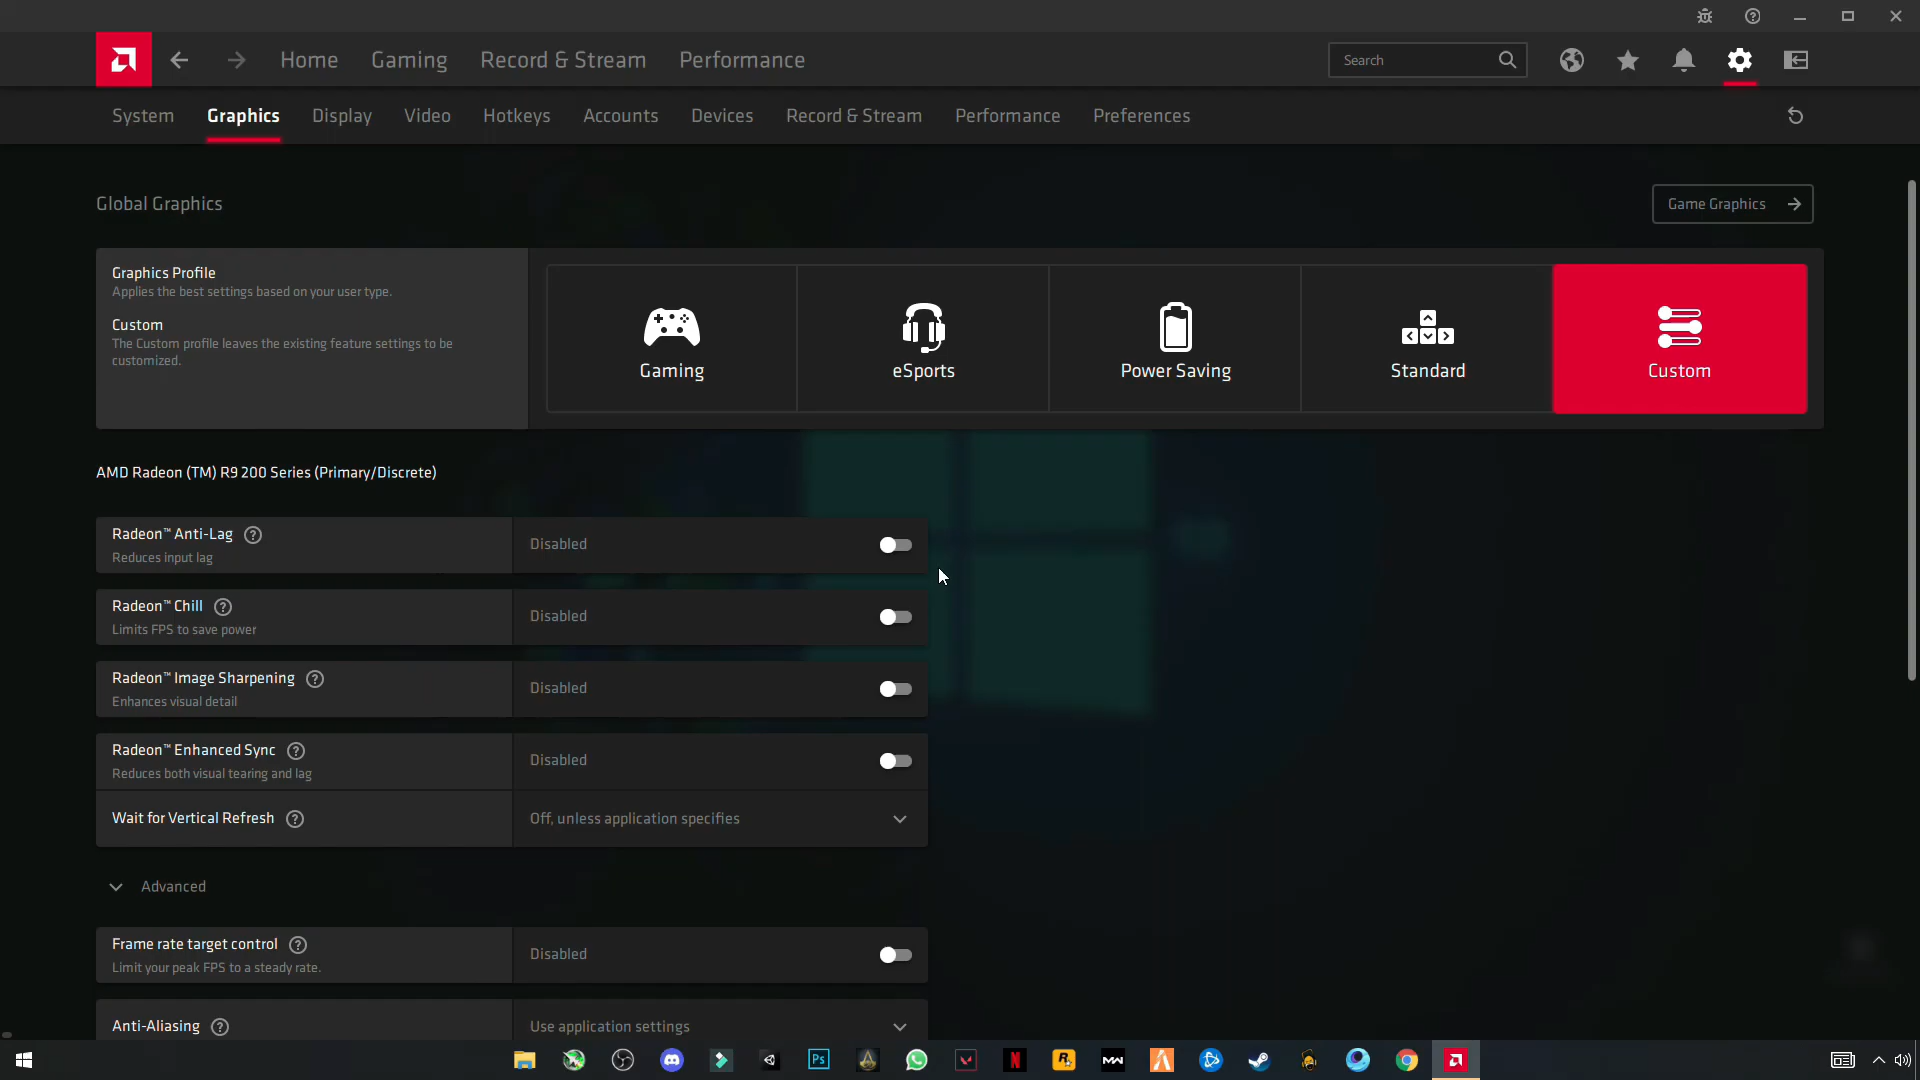 Home Gaming Record & Stream Performance Search
System Graphics Display Video Hotkeys Accounts Devices Record & Stream Performance Preferences
Global Graphics
Game Graphics
Graphics Profile
Applies the best settings based on your user type.
Custom
The Custom profile leaves the existing feature settings to be
customized.
Gaming
eSports
Power Saving
Standard
Custom
AMD Radeon (TM) R9 200 Series (Primary/Discrete)
Radeon™ Anti-Lag ?
Reduces input lag
Disabled
Radeon™ Chill ?
Limits FPS to save power
Disabled
Radeon™ Image Sharpening ?
Enhances visual detail
Disabled
Radeon™ Enhanced Sync ?
Reduces both visual tearing and lag
Disabled
Wait for Vertical Refresh ?
Off, unless application specifies
Advanced
Frame rate target control ?
Limit your peak FPS to a steady rate.
Disabled
Anti-Aliasing ?
Use application settings
Ps
N
R
MW